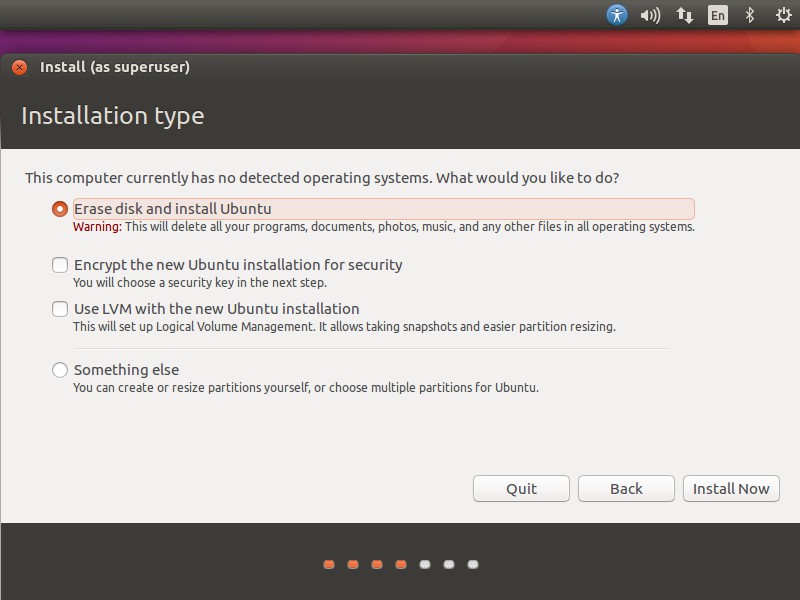 En
Install (as superuser)
Installation type
This computer currently has no detected operating systems. What would you like to do?
Erase disk and install Ubuntu
Warning: This will delete all your programs, documents, photos, music, and any other files in all operating systems.
Encrypt the new Ubuntu installation for security
You will choose a security key in the next step.
Use LVM with the new Ubuntu installation
This will set up Logical Volume Management. It allows taking snapshots and easier partition resizing.
Something else
You can create or resize partitions yourself, or choose multiple partitions for Ubuntu.
Quit Back Install Now